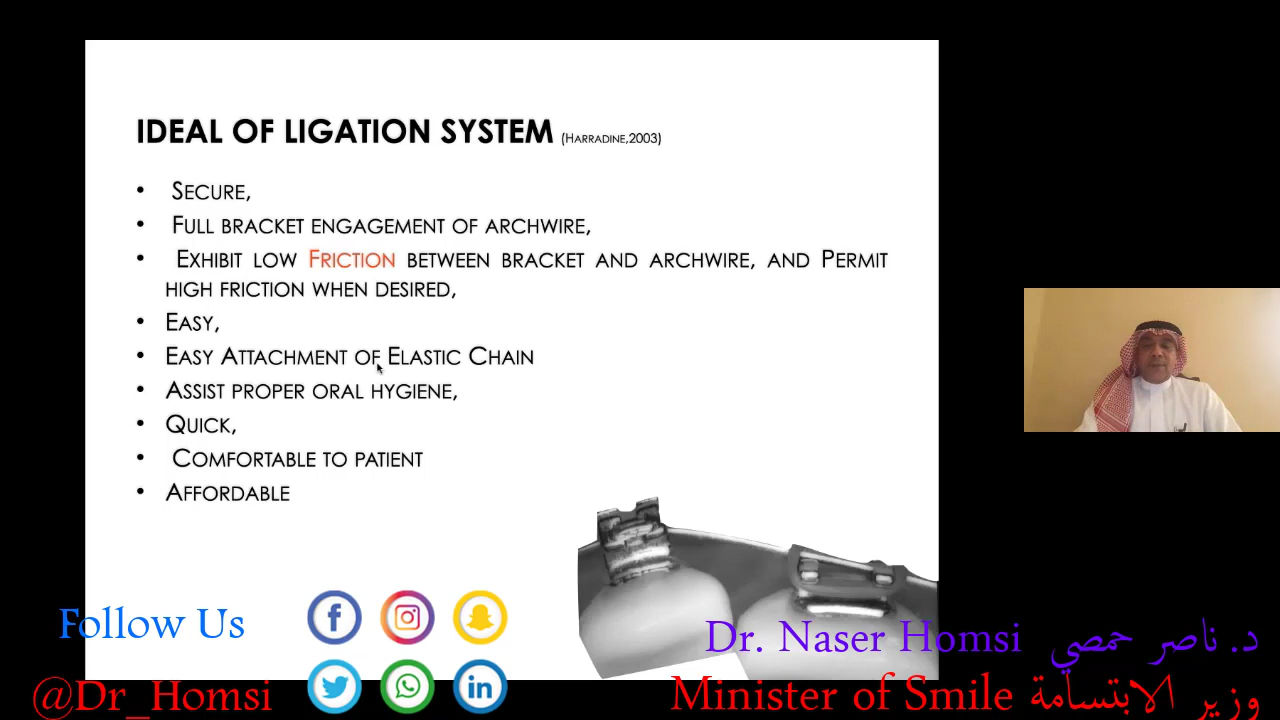 IDEAL OF LIGATION SYSTEM (HARRADINE,2003)
• SECURE,
• FULL BRACKET ENGAGEMENT OF ARCHWIRE,
• EXHIBIT LOW FRICTION BETWEEN BRACKET AND ARCHWIRE, AND PERMIT
HIGH FRICTION WHEN DESIRED,
• EASY,
• EASY ATTACHMENT OF ELASTIC CHAIN
• ASSIST PROPER ORAL HYGIENE,
• QUICK,
• COMFORTABLE TO PATIENT
• AFFORDABLE
Follow Us
@Dr_Homsi
Dr. Naser Homsi د. ناصر حمصي
Minister of Smile وزير الابتسامة